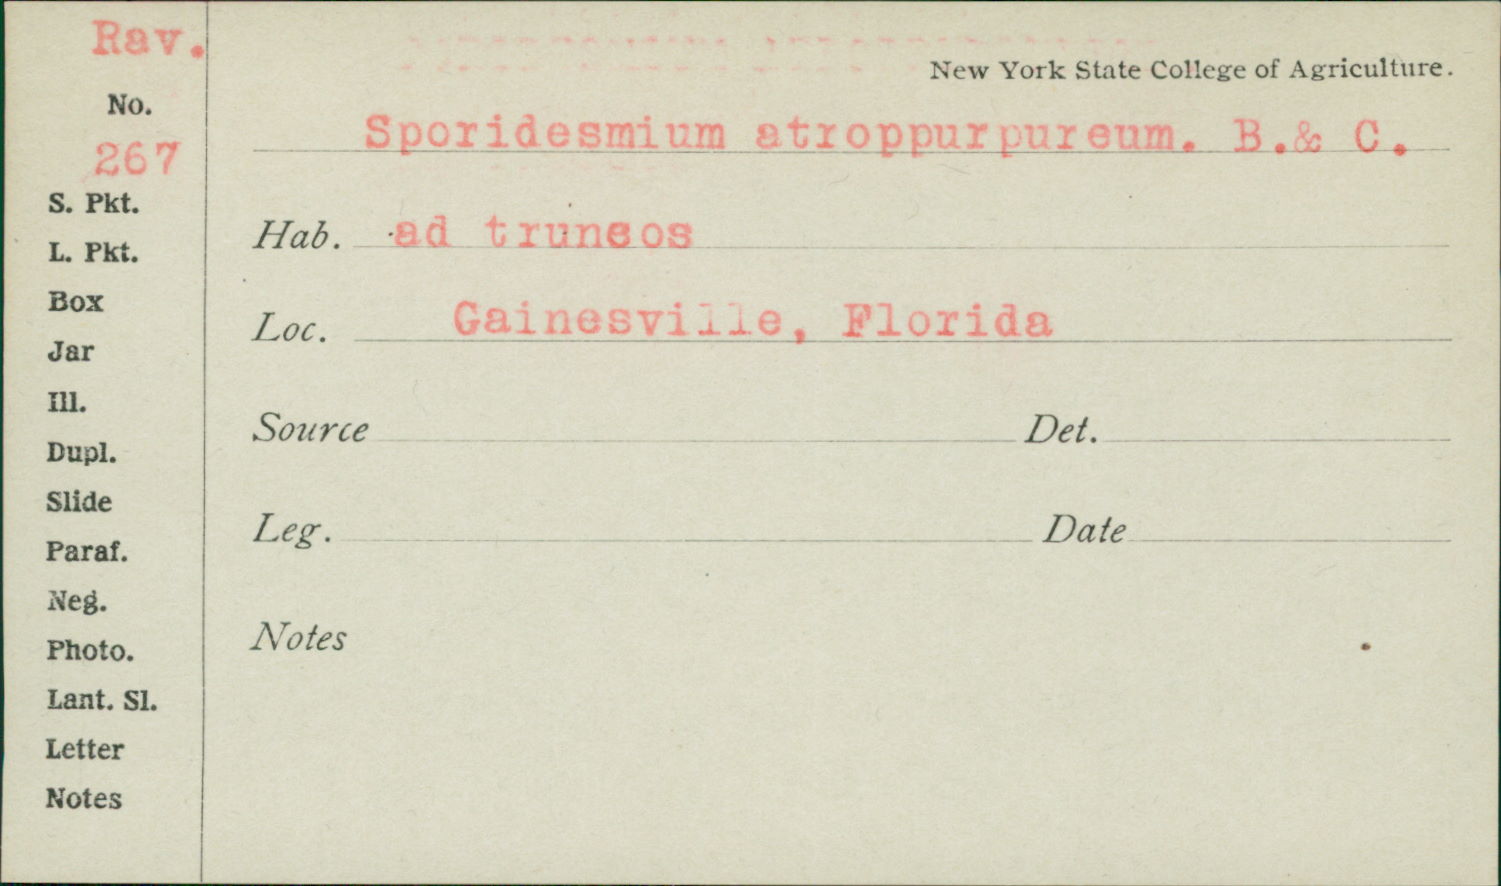 Rav.
No.
267
S. Pkt.
L. Pkt.
Box
Jar
Ill.
Dupl.
Slide
Paraf.
Neg.
Photo.
Lant. Sl.
Letter
Notes
New York State College of Agriculture.
Sporidesmium atroppurpureum. B.& C.
Hab. ad truncos
Loc. Gainesville, Florida
Source Det.
Leg. Date
Notes